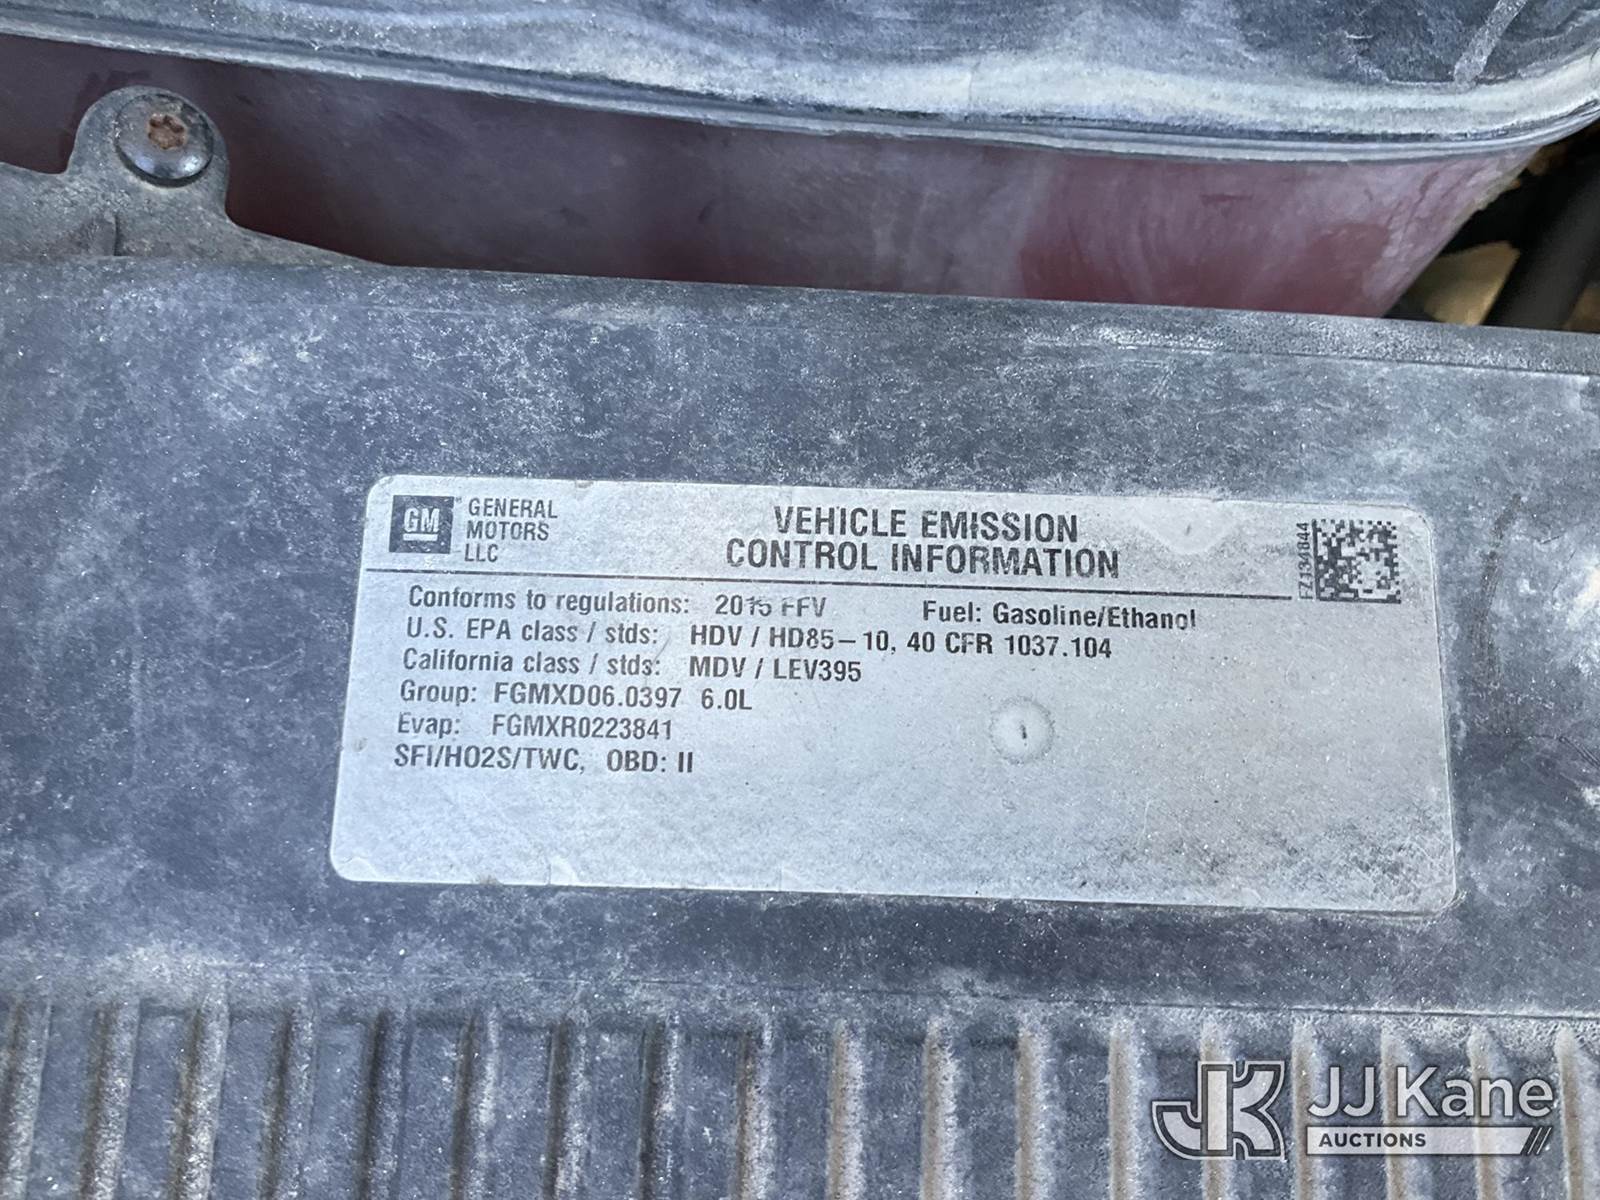 GM
GENERAL
MOTORS
LLC
VEHICLE EMISSION
CONTROL INFORMATION
FZ134844
Conforms to regulations: 2015 FFV Fuel: Gasoline/Ethanol
U.S. EPA class / stds: HDV / HD85-10, 40 CFR 1037.104
California class / stds: MDV / LEV395
Group: FGMXD06.0397 6.0L
Evap: FGMXR0223841
SFI/HO2S/TWC, OBD: II
JK JJ Kane
AUCTIONS